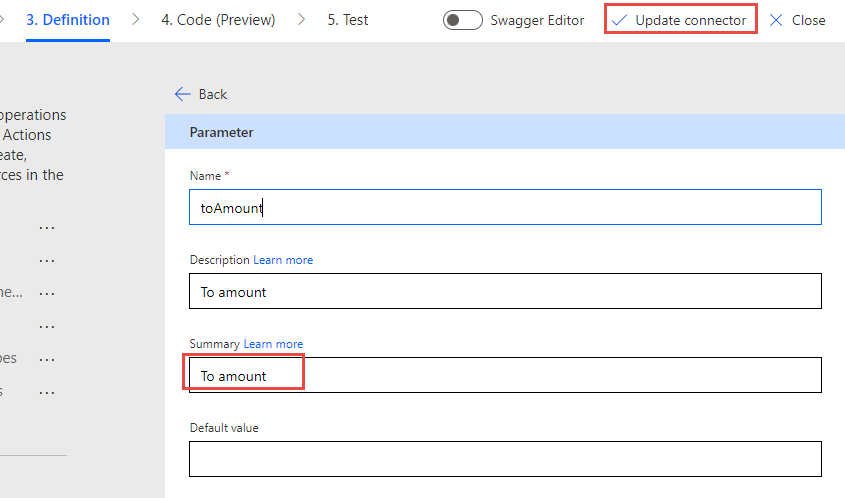 3. Definition 4. Code (Preview) 5. Test Swagger Editor Update connector Close
operations
Actions
eate,
rces in the
...
...
ne... ...
...
pes ...
s ...
Back
Parameter
Name *
toAmount
Description Learn more
To amount
Summary Learn more
To amount
Default value